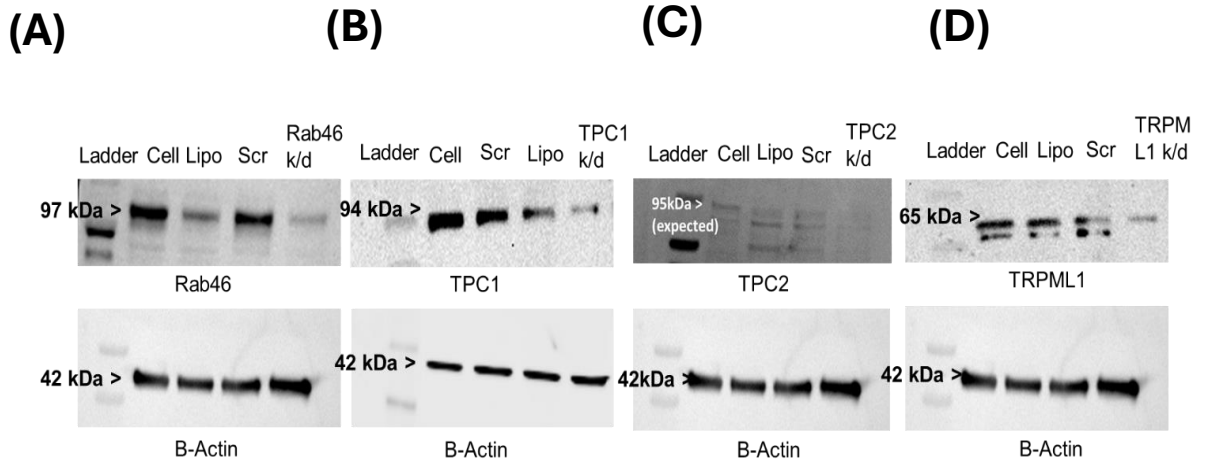 (A) (B) (C) (D)
Ladder Cell Lipo Scr Rab46 k/d
97 kDa >
Rab46
42 kDa >
B-Actin
Ladder Cell Scr Lipo TPC1 k/d
94 kDa >
TPC1
42 kDa >
B-Actin
Ladder Cell Lipo Scr TPC2 k/d
95kDa >
(expected)
TPC2
42kDa >
B-Actin
Ladder Cell Lipo Scr TRPM L1 k/d
65 kDa >
TRPML1
42 kDa >
B-Actin